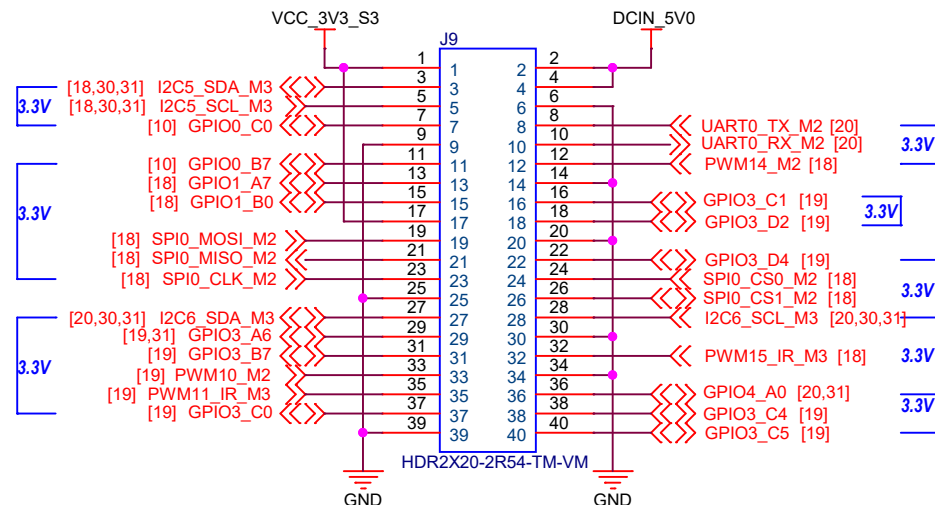 VCC_3V3_S3
DCIN_5V0
J9
1 1 2 2
3 3 4 4
[18,30,31] I2C5_SDA_M3
5 5 6 6
[18,30,31] I2C5_SCL_M3
3.3V
7 7 8 8
[10] GPIO0_C0
UART0_TX_M2 [20]
9 9 10 10
UART0_RX_M2 [20]
3.3V
11 11 12 12
[10] GPIO0_B7
PWM14_M2 [18]
13 13 14 14
[18] GPIO1_A7
15 15 16 16
[18] GPIO1_B0
GPIO3_C1 [19]
3.3V
3.3V
17 17 18 18
GPIO3_D2 [19]
19 19 20 20
[18] SPI0_MOSI_M2
21 21 22 22
[18] SPI0_MISO_M2
GPIO3_D4 [19]
23 23 24 24
[18] SPI0_CLK_M2
SPI0_CS0_M2 [18]
3.3V
25 25 26 26
SPI0_CS1_M2 [18]
27 27 28 28
[20,30,31] I2C6_SDA_M3
I2C6_SCL_M3 [20,30,31]
29 29 30 30
[19,31] GPIO3_A6
31 31 32 32
[19] GPIO3_B7
PWM15_IR_M3 [18]
3.3V
3.3V
33 33 34 34
[19] PWM10_M2
35 35 36 36
[19] PWM11_IR_M3
GPIO4_A0 [20,31]
3.3V
37 37 38 38
[19] GPIO3_C0
GPIO3_C4 [19]
39 39 40 40
GPIO3_C5 [19]
HDR2X20-2R54-TM-VM
GND
GND